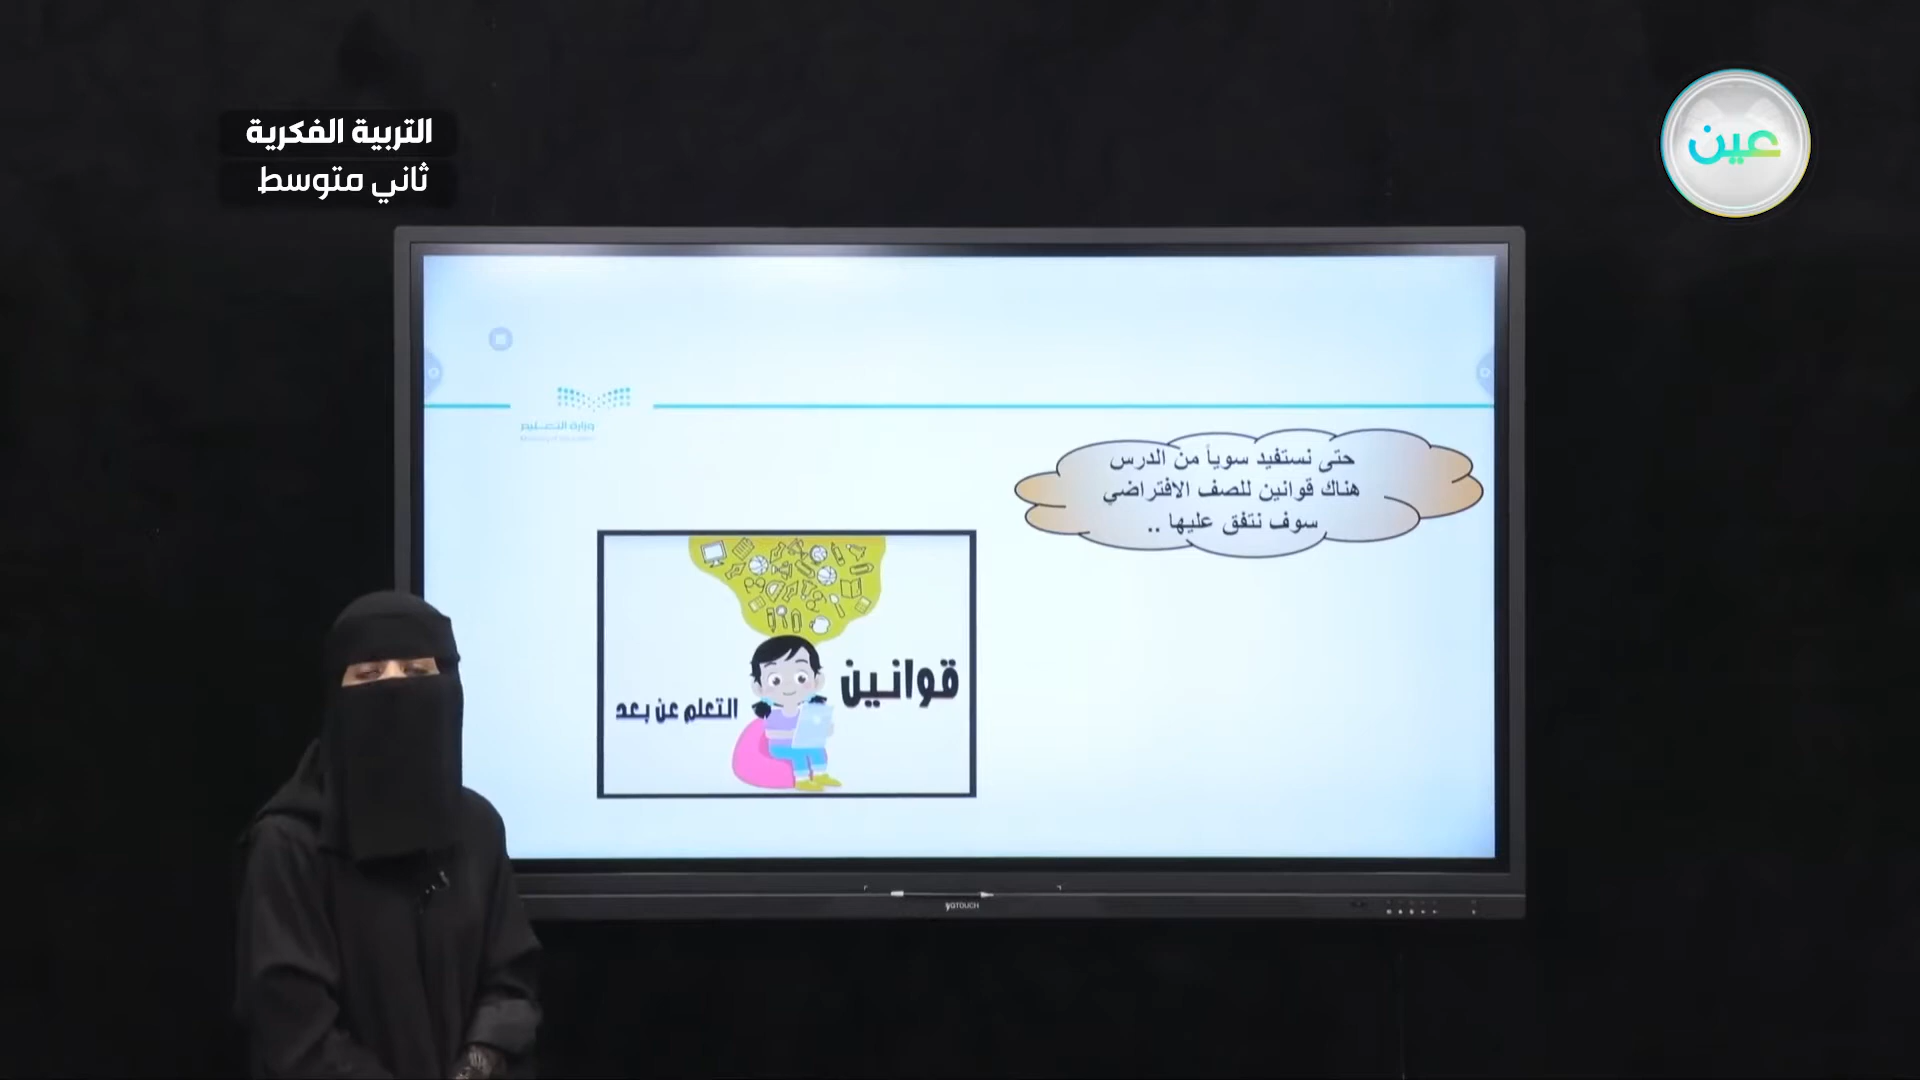 التربية الفكرية
ثاني متوسط
عين
وزارة التعليم
حتى نستفيد سوياً من الدرس
هناك قوانين للصف الافتراضي
سوف نتفق عليها ..
قوانين
التعلم عن بعد